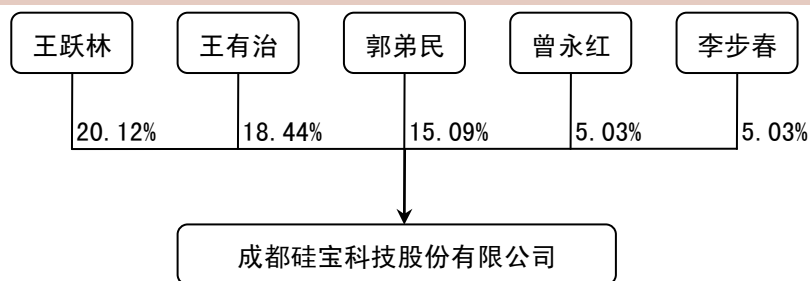 王跃林 王有治 郭弟民 曾永红 李步春
20.12% 18.44% 15.09% 5.03% 5.03%
成都硅宝科技股份有限公司